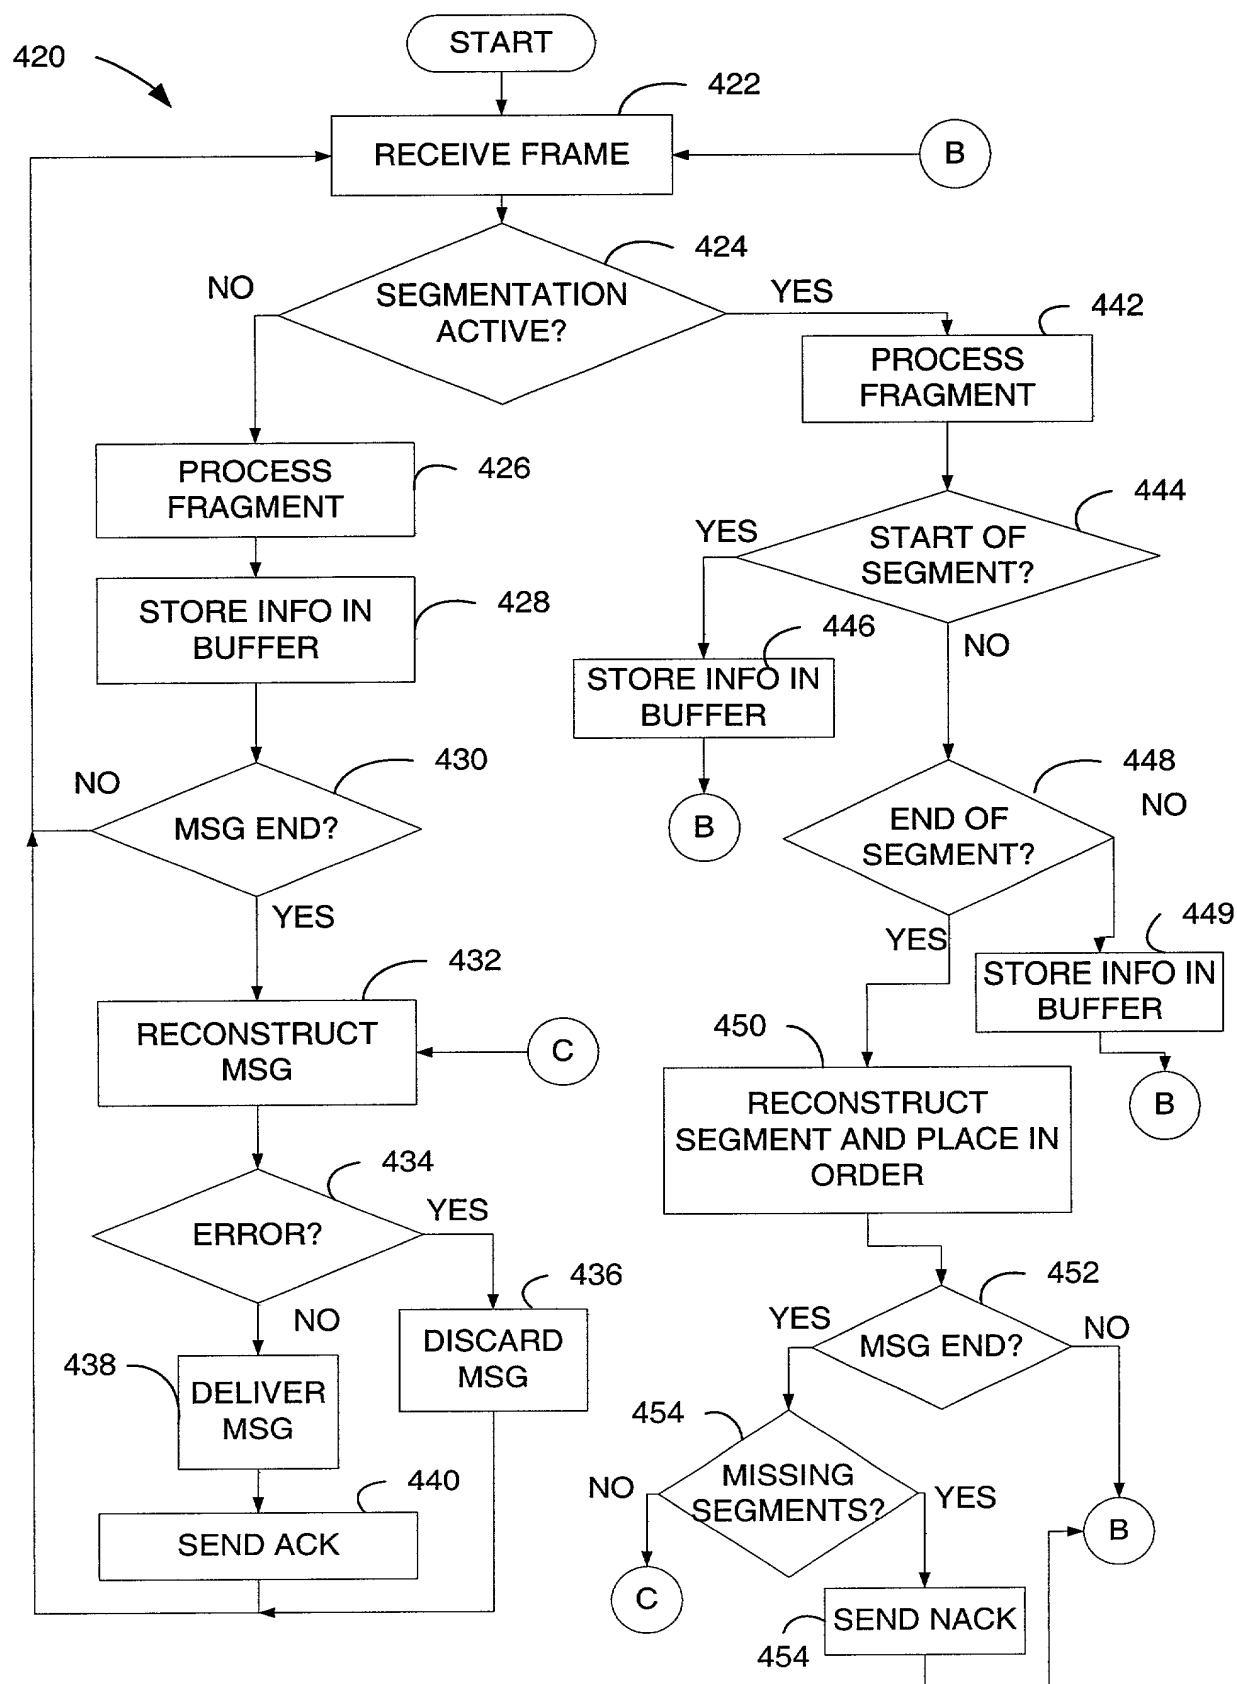 START
420
422
RECEIVE FRAME
B
424
NO
SEGMENTATION
ACTIVE?
YES
442
PROCESS
FRAGMENT
426
PROCESS
FRAGMENT
444
YES
START OF
SEGMENT?
NO
428
STORE INFO IN
BUFFER
446
STORE INFO IN
BUFFER
B
430
NO
MSG END?
YES
448
NO
END OF
SEGMENT?
YES
449
STORE INFO IN
BUFFER
B
432
RECONSTRUCT
MSG
C
450
RECONSTRUCT
SEGMENT AND PLACE IN
ORDER
434
ERROR?
YES
NO
436
DISCARD
MSG
438
DELIVER
MSG
440
SEND ACK
452
YES
MSG END?
NO
454
MISSING
SEGMENTS?
NO
YES
B
C
SEND NACK
454